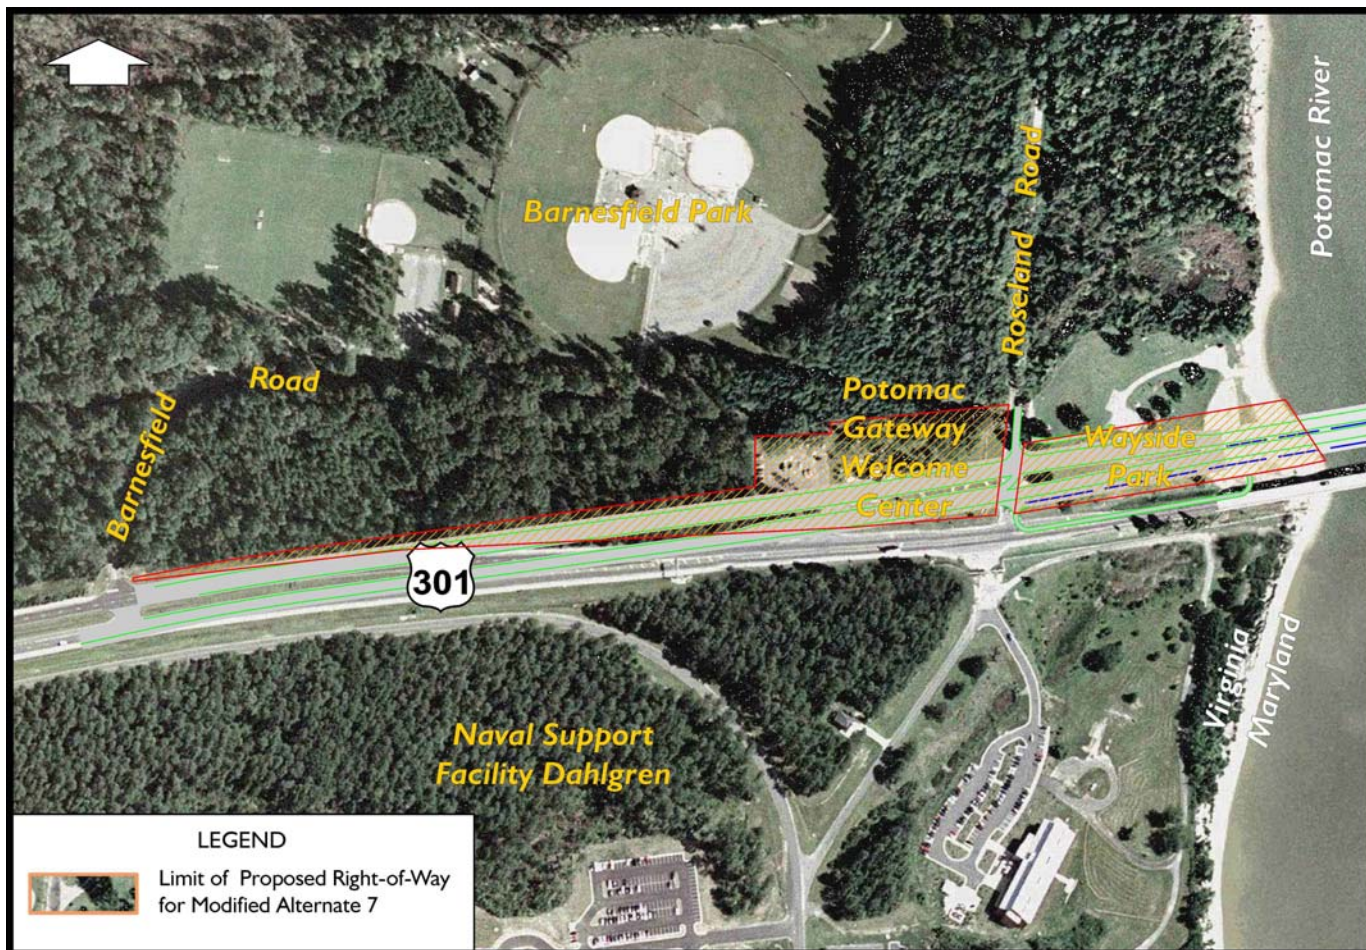 Potomac River
Roseland Road
Barnesfield Park
Barnesfield Road
Potomac
Gateway
Welcome
Center
Wayside
Park
301
Virginia
Maryland
Naval Support
Facility Dahlgren
LEGEND
Limit of Proposed Right-of-Way
for Modified Alternate 7